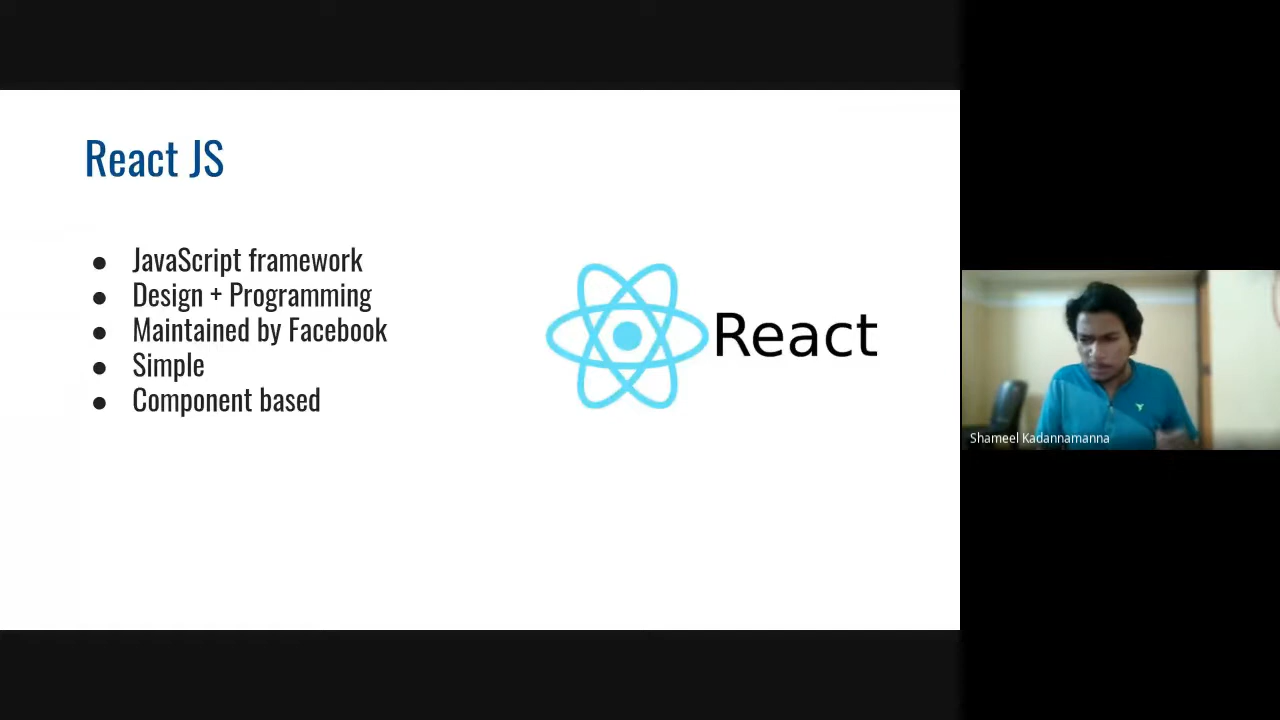 React JS
● JavaScript framework
● Design + Programming
● Maintained by Facebook
● Simple
● Component based
React
Shameel Kadannamanna